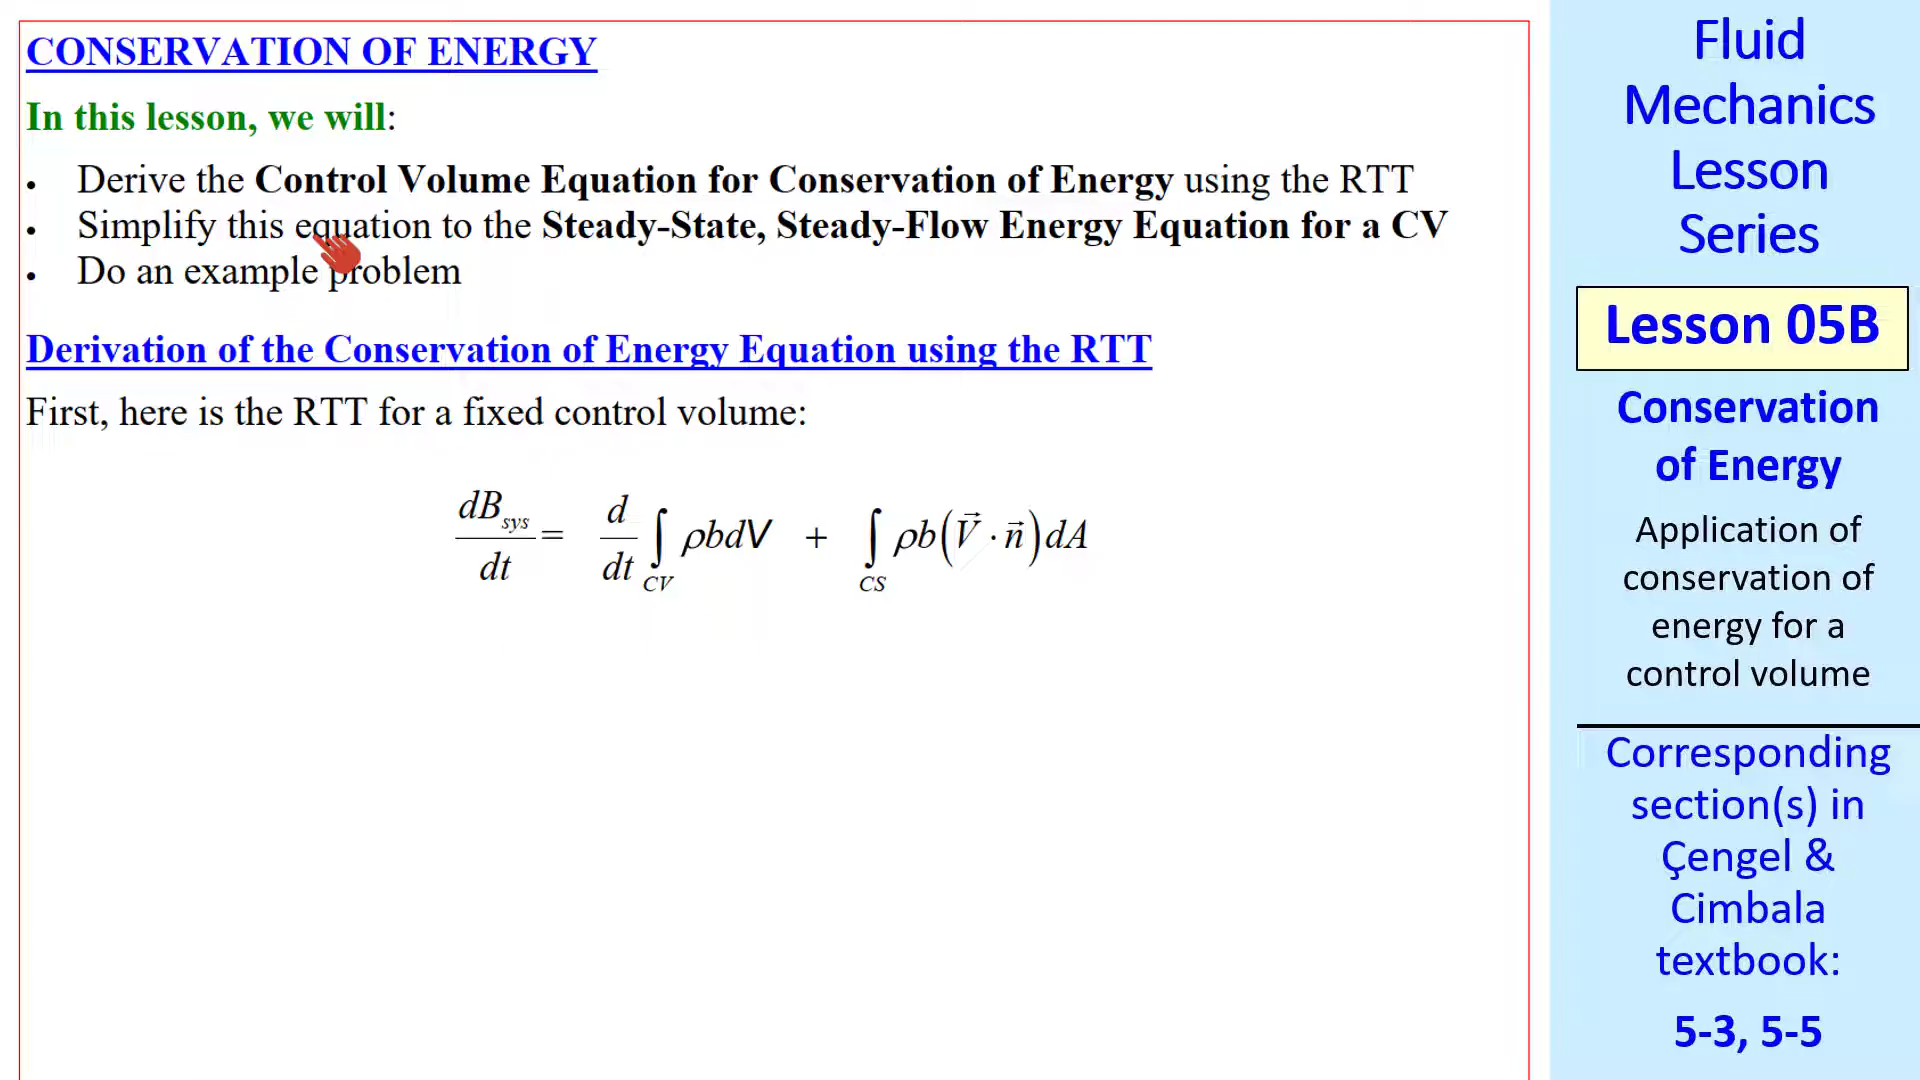 CONSERVATION OF ENERGY
In this lesson, we will:
• Derive the Control Volume Equation for Conservation of Energy using the RTT
• Simplify this equation to the Steady-State, Steady-Flow Energy Equation for a CV
• Do an example problem
Derivation of the Conservation of Energy Equation using the RTT
First, here is the RTT for a fixed control volume:
dB_sys/dt = d/dt ∫_CV ρbdV + ∫_CS ρb(V⃗ · n⃗)dA
Fluid
Mechanics
Lesson
Series
Lesson 05B
Conservation
of Energy
Application of
conservation of
energy for a
control volume
Corresponding
section(s) in
Çengel &
Cimbala
textbook:
5-3, 5-5